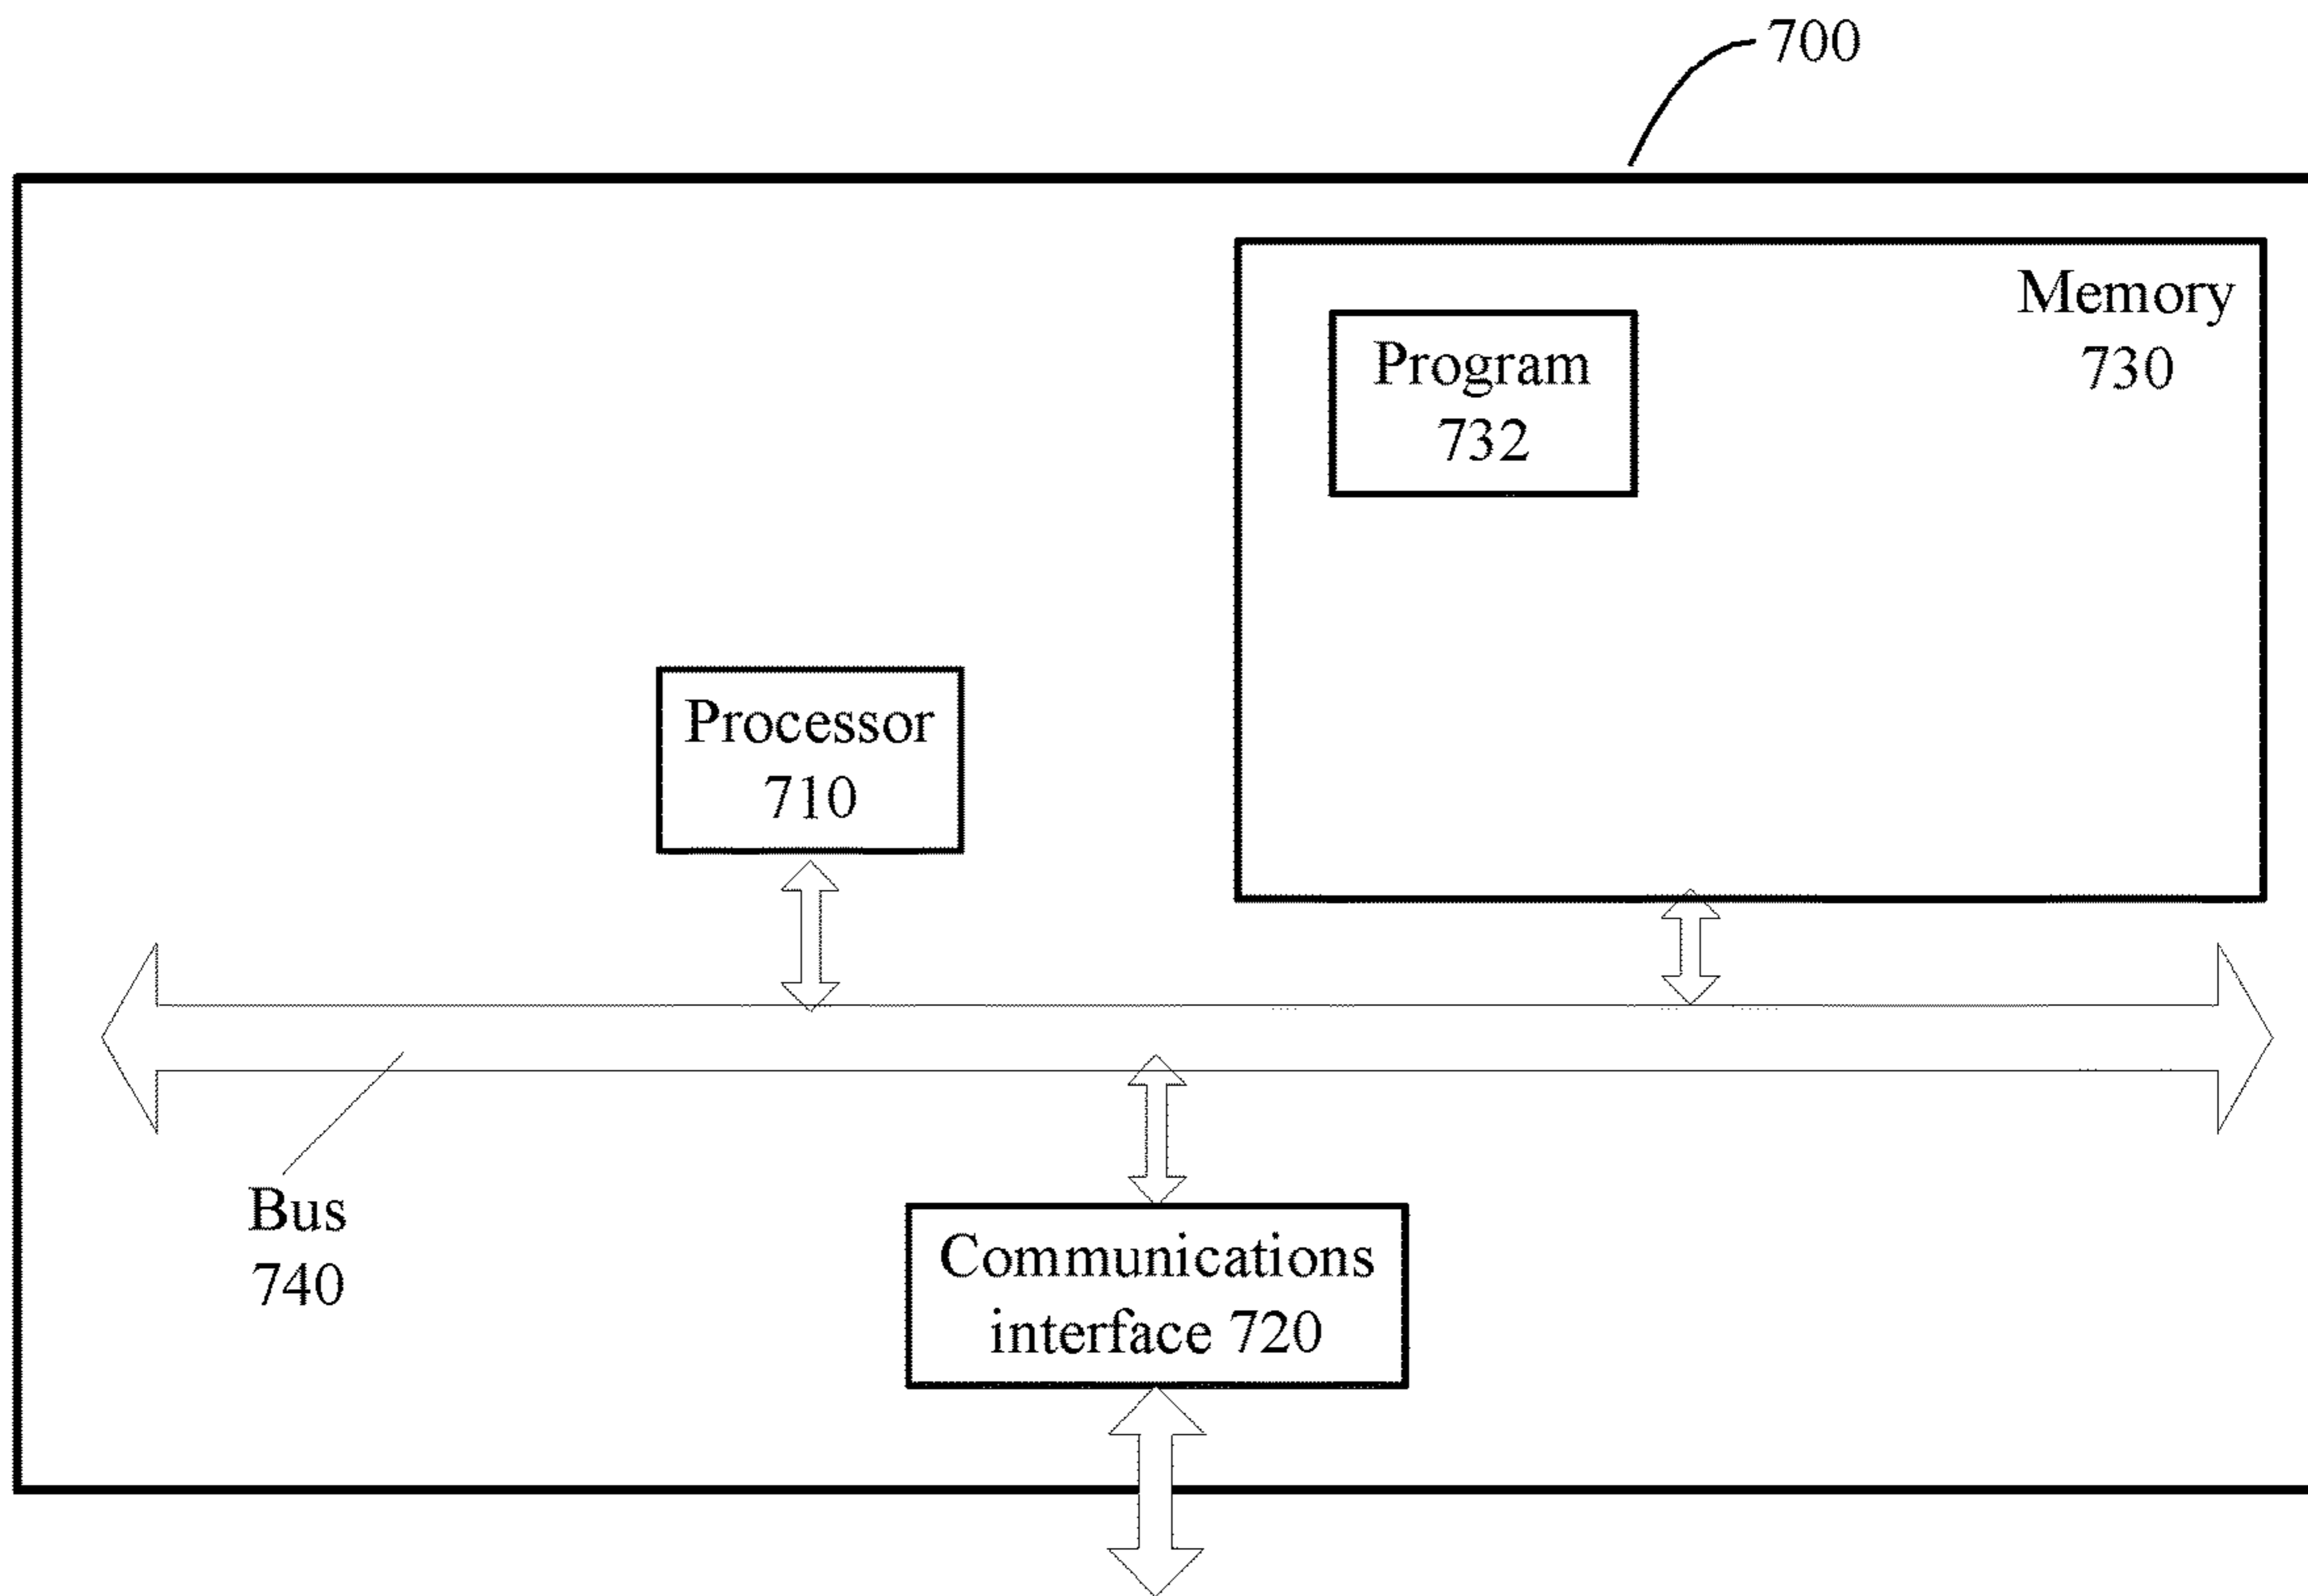 700
Memory
730
Program
732
Processor
710
Bus
740
Communications
interface 720